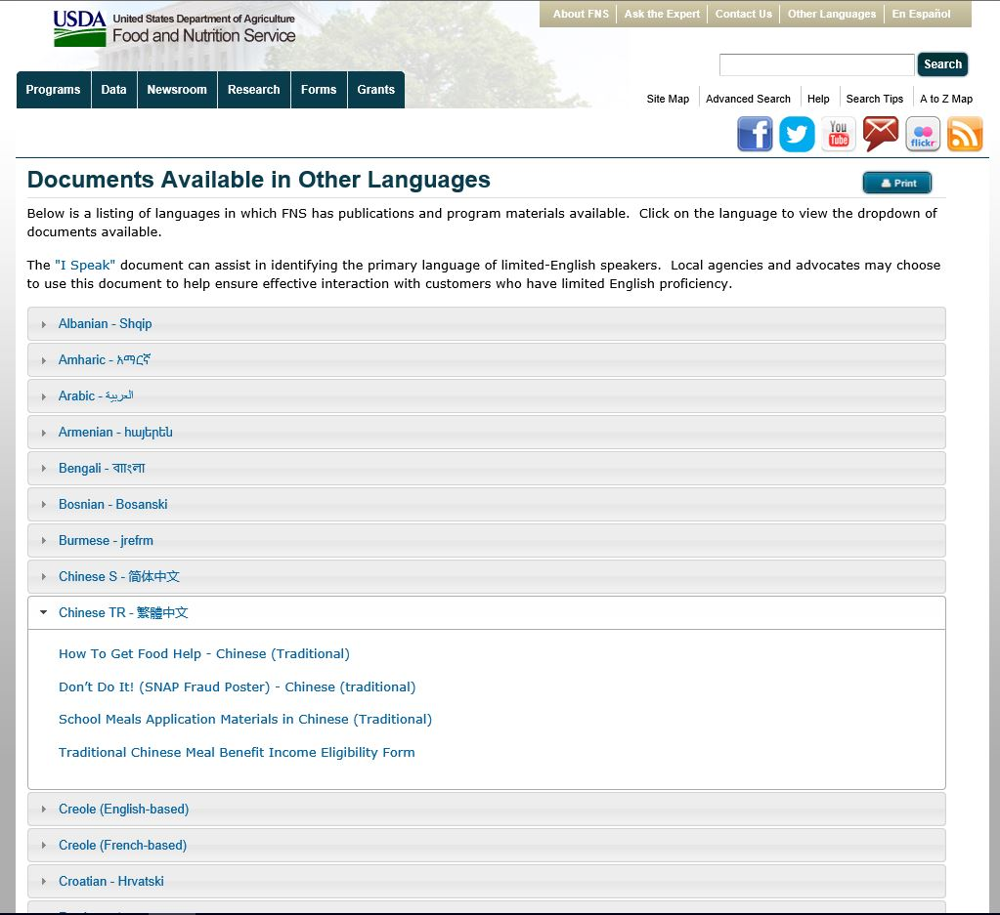 USDA United States Department of Agriculture
Food and Nutrition Service
About FNS Ask the Expert Contact Us Other Languages En Español
Search
Programs Data Newsroom Research Forms Grants
Site Map Advanced Search Help Search Tips A to Z Map
You Tube
flickr
Documents Available in Other Languages
Print
Below is a listing of languages in which FNS has publications and program materials available. Click on the language to view the dropdown of
documents available.
The "I Speak" document can assist in identifying the primary language of limited-English speakers. Local agencies and advocates may choose
to use this document to help ensure effective interaction with customers who have limited English proficiency.
Albanian - Shqip
Amharic - አማርኛ
Arabic - العربية
Armenian - հայերեն
Bengali - বাাংলা
Bosnian - Bosanski
Burmese - jrefrm
Chinese S - 简体中文
Chinese TR - 繁體中文
How To Get Food Help - Chinese (Traditional)
Don’t Do It! (SNAP Fraud Poster) - Chinese (traditional)
School Meals Application Materials in Chinese (Traditional)
Traditional Chinese Meal Benefit Income Eligibility Form
Creole (English-based)
Creole (French-based)
Croatian - Hrvatski